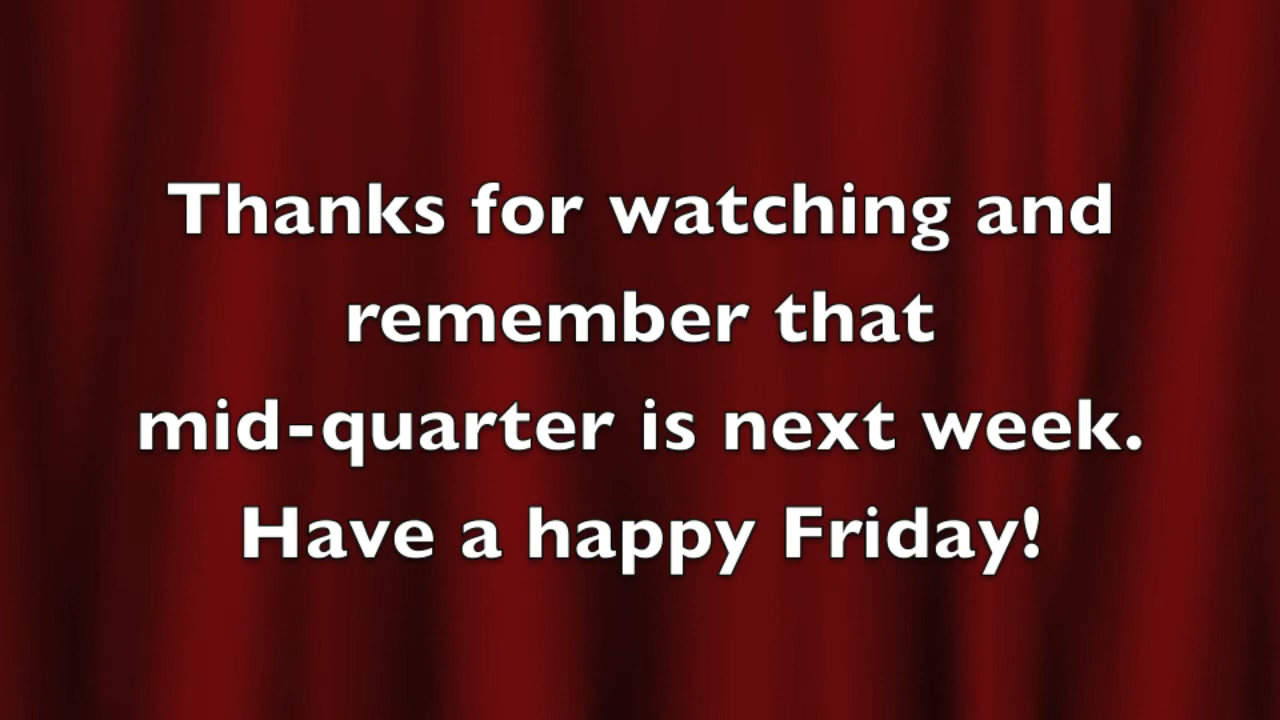 Thanks for watching and
remember that
mid-quarter is next week.
Have a happy Friday!